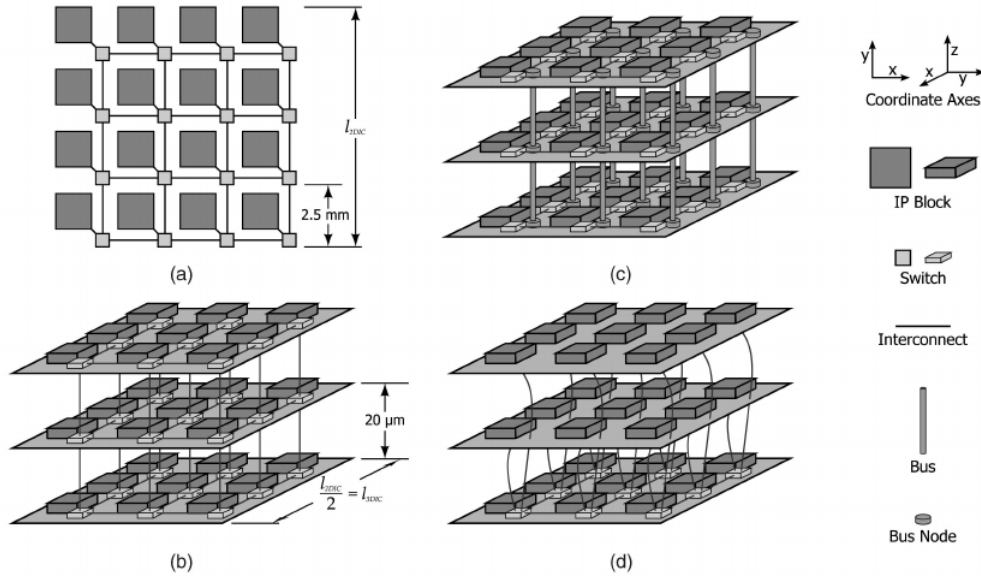 l2DIC
2.5 mm
(a)
(c)
20 µm
l2DIC/2 = l3DIC
(b)
(d)
y
x
z
x
y
Coordinate Axes
IP Block
Switch
Interconnect
Bus
Bus Node